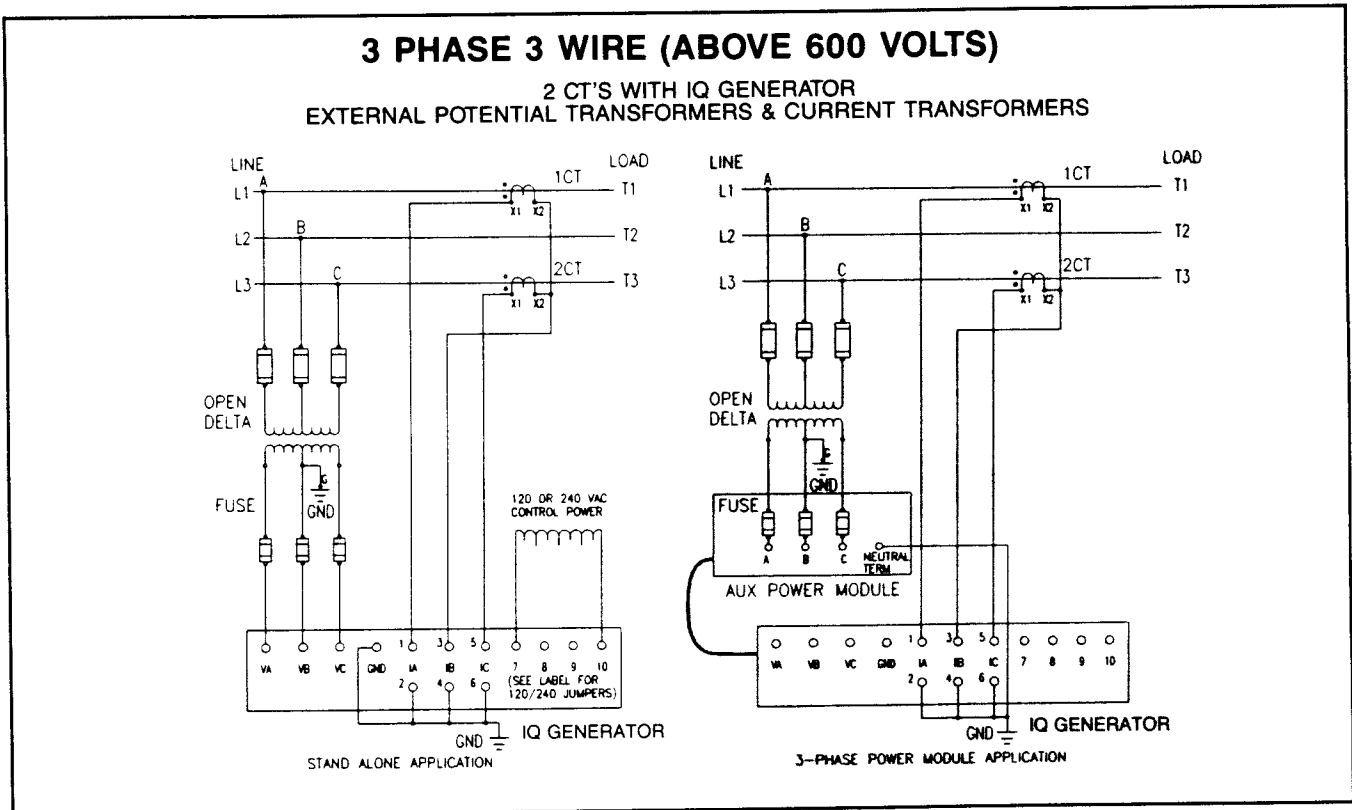 3 PHASE 3 WIRE (ABOVE 600 VOLTS)
2 CT'S WITH IQ GENERATOR
EXTERNAL POTENTIAL TRANSFORMERS & CURRENT TRANSFORMERS
LINE
LOAD
A
1CT
L1
T1
X1
X2
B
L2
T2
C
2CT
L3
T3
X1
X2
OPEN
DELTA
G
GND
FUSE
120 OR 240 VAC
CONTROL POWER
VA
VB
VC
GND
1
IA
2
3
IB
4
5
IC
6
7
8
9
10
(SEE LABEL FOR
120/240 JUMPERS)
GND
IQ GENERATOR
STAND ALONE APPLICATION
LINE
LOAD
A
1CT
L1
T1
X1
X2
B
L2
T2
C
2CT
L3
T3
X1
X2
OPEN
DELTA
G
GND
FUSE
A
B
C
NEUTRAL
TERM
AUX POWER MODULE
VA
VB
VC
GND
1
IA
2
3
IB
4
5
IC
6
7
8
9
10
GND
IQ GENERATOR
3-PHASE POWER MODULE APPLICATION